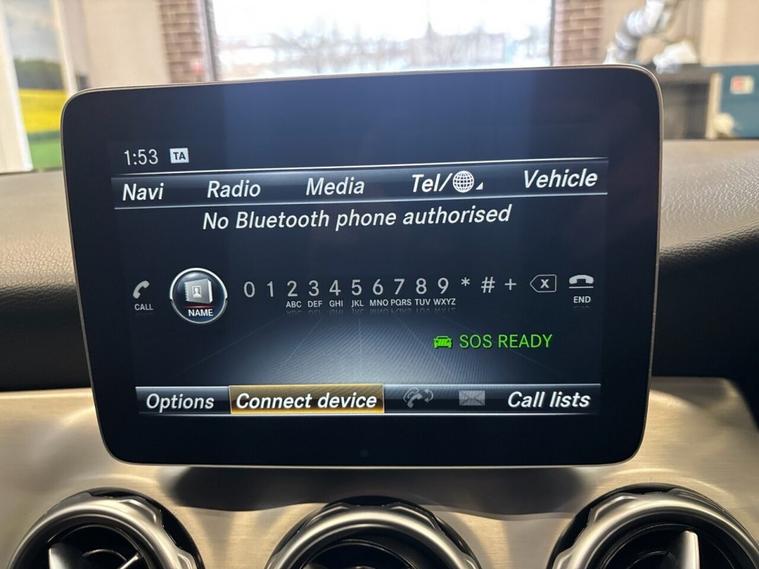 1:53 TA
Navi Radio Media Tel/ Vehicle
No Bluetooth phone authorised
CALL NAME 0 1 2 3 4 5 6 7 8 9 * # + END
ABC DEF GHI JKL MNO PQRS TUV WXYZ
SOS READY
Options Connect device Call lists